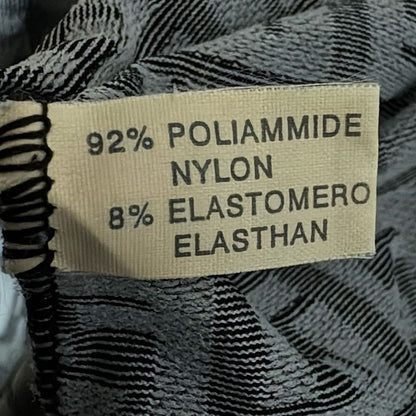 92% POLIAMMIDE
NYLON
8% ELASTOMERO
ELASTHAN